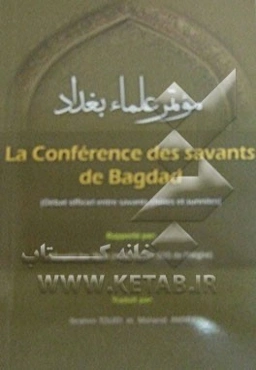 مؤتمر علماء بغداد
La Conférence des savants
de Bagdad
(Débat officiel entre savants chiites et sunnites)
Rapporté par:
خانه کتاب
WWW.KETAB.IR
Traduit par: